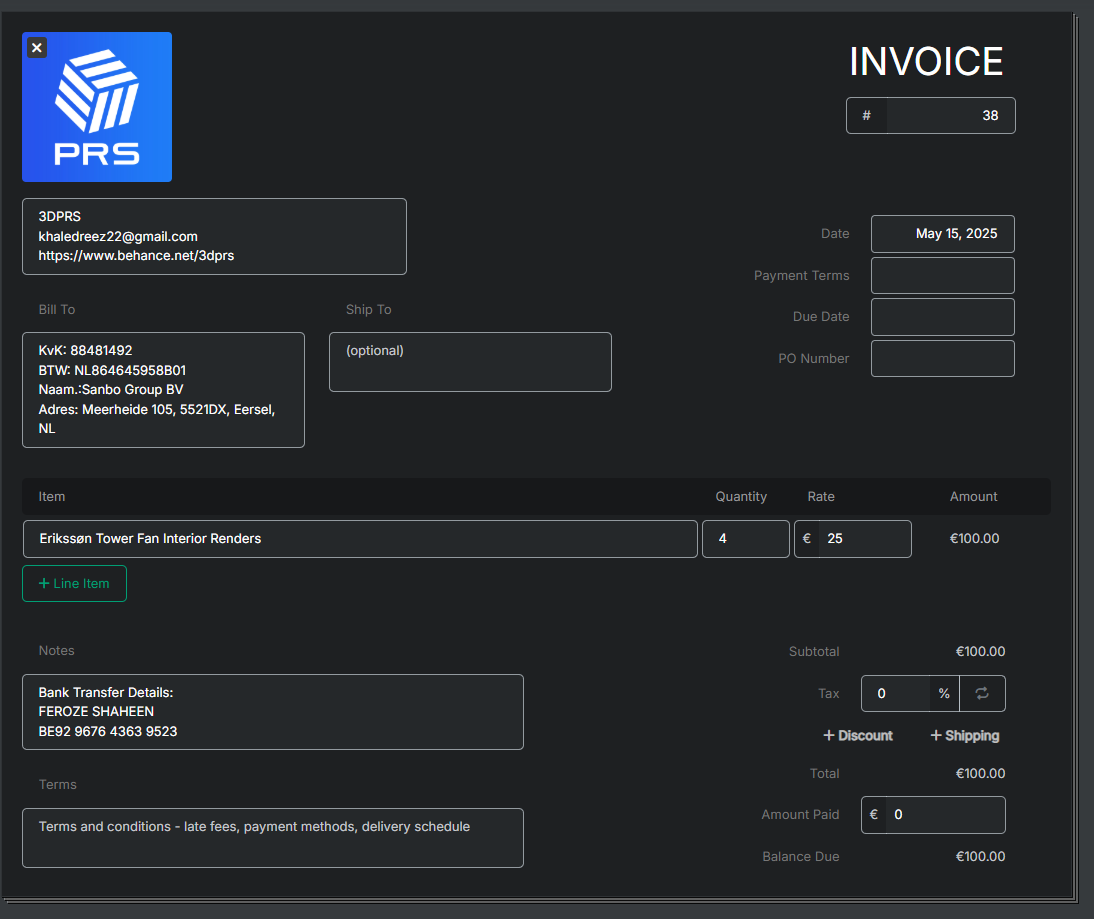 PRS
INVOICE
# 38
3DPRS
khaledreez22@gmail.com
https://www.behance.net/3dprs
Date May 15, 2025
Payment Terms
Due Date
PO Number
Bill To
KvK: 88481492
BTW: NL864645958B01
Naam.:Sanbo Group BV
Adres: Meerheide 105, 5521DX, Eersel,
NL
Ship To
(optional)
Item Quantity Rate Amount
Erikssøn Tower Fan Interior Renders 4 € 25 €100.00
+ Line Item
Notes
Bank Transfer Details:
FEROZE SHAHEEN
BE92 9676 4363 9523
Terms
Terms and conditions - late fees, payment methods, delivery schedule
Subtotal €100.00
Tax 0 %
+ Discount + Shipping
Total €100.00
Amount Paid € 0
Balance Due €100.00